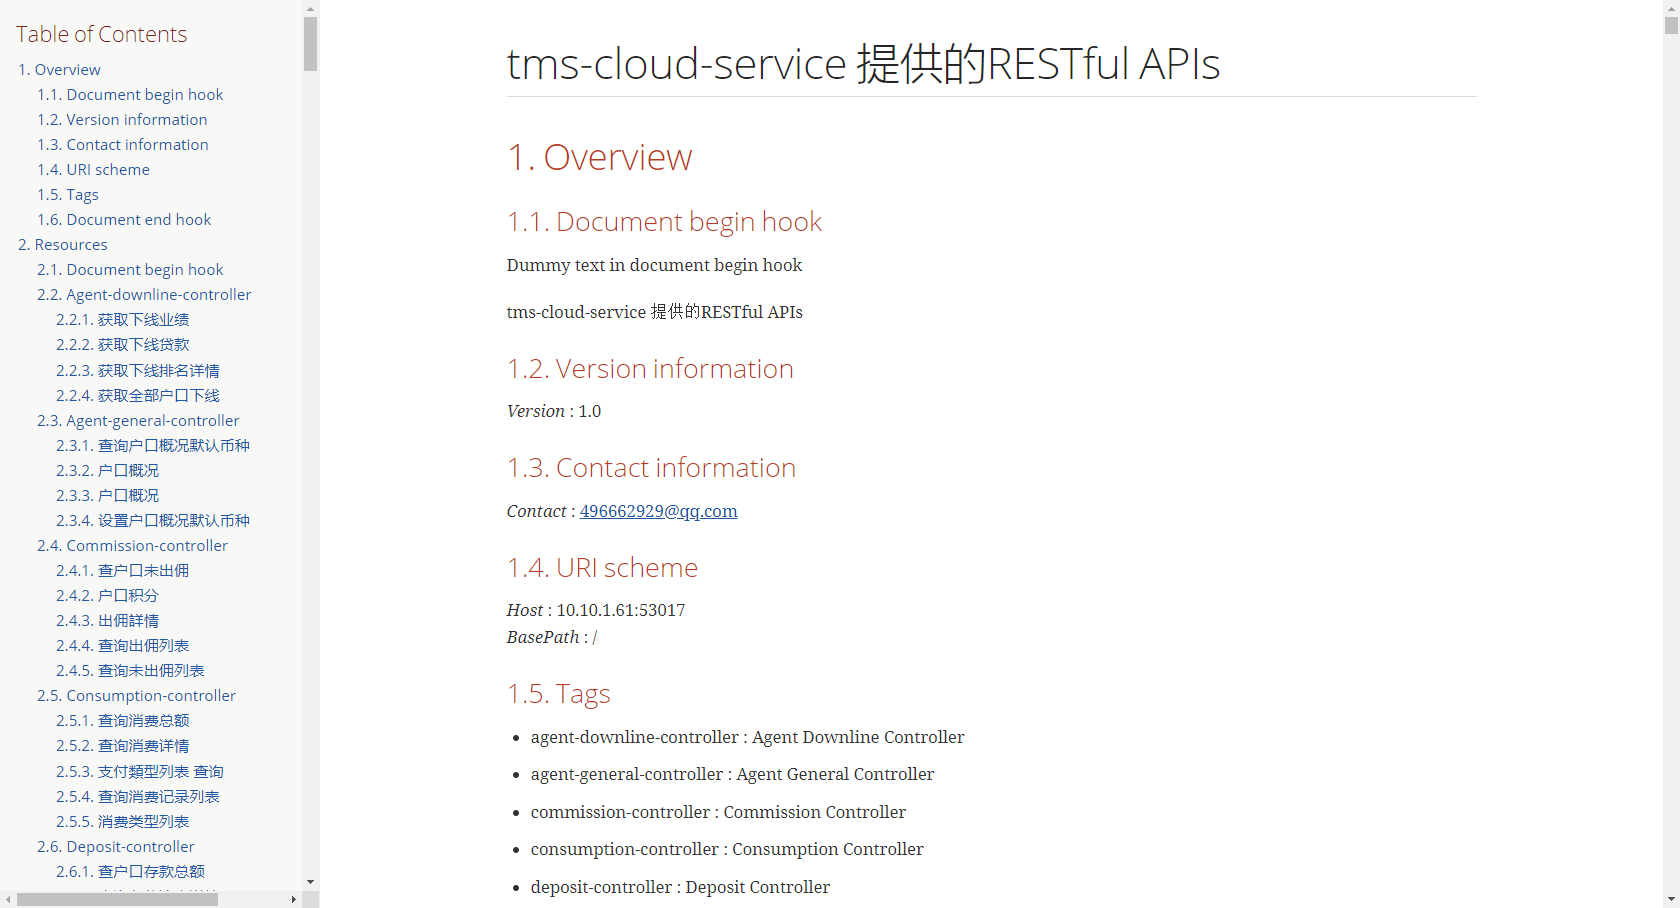 Table of Contents
1. Overview
1.1. Document begin hook
1.2. Version information
1.3. Contact information
1.4. URI scheme
1.5. Tags
1.6. Document end hook
2. Resources
2.1. Document begin hook
2.2. Agent-downline-controller
2.2.1. 获取下线业绩
2.2.2. 获取下线贷款
2.2.3. 获取下线排名详情
2.2.4. 获取全部户口下线
2.3. Agent-general-controller
2.3.1. 查询户口概况默认币种
2.3.2. 户口概况
2.3.3. 户口概况
2.3.4. 设置户口概况默认币种
2.4. Commission-controller
2.4.1. 查户口未出佣
2.4.2. 户口积分
2.4.3. 出佣詳情
2.4.4. 查询出佣列表
2.4.5. 查询未出佣列表
2.5. Consumption-controller
2.5.1. 查询消费总额
2.5.2. 查询消费详情
2.5.3. 支付類型列表 查询
2.5.4. 查询消费记录列表
2.5.5. 消费类型列表
2.6. Deposit-controller
2.6.1. 查户口存款总额
tms-cloud-service 提供的RESTful APIs
1. Overview
1.1. Document begin hook
Dummy text in document begin hook
tms-cloud-service 提供的RESTful APIs
1.2. Version information
Version : 1.0
1.3. Contact information
Contact : 496662929@qq.com
1.4. URI scheme
Host : 10.10.1.61:53017
BasePath : /
1.5. Tags
• agent-downline-controller : Agent Downline Controller
• agent-general-controller : Agent General Controller
• commission-controller : Commission Controller
• consumption-controller : Consumption Controller
• deposit-controller : Deposit Controller